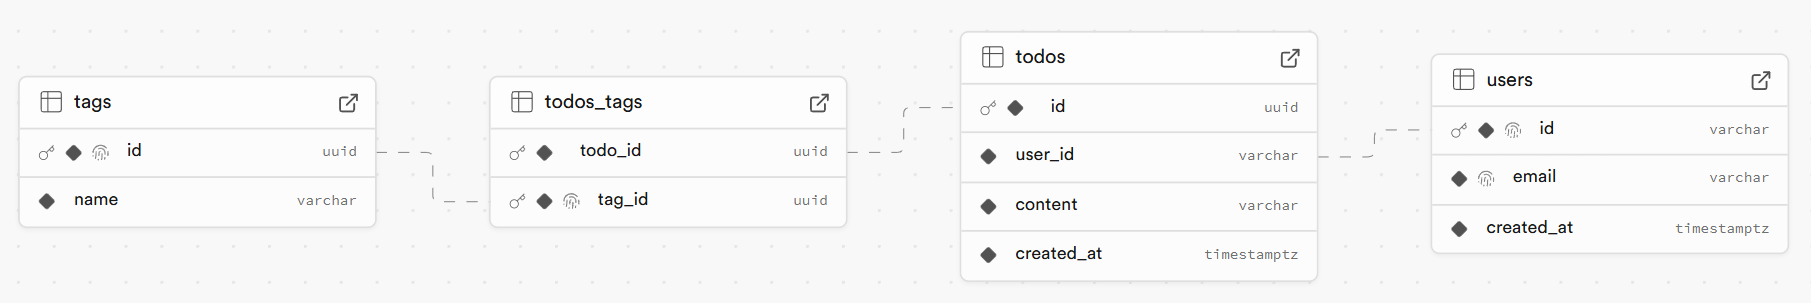 tags
id uuid
name varchar
todos_tags
todo_id uuid
tag_id uuid
todos
id uuid
user_id varchar
content varchar
created_at timestamptz
users
id varchar
email varchar
created_at timestamptz